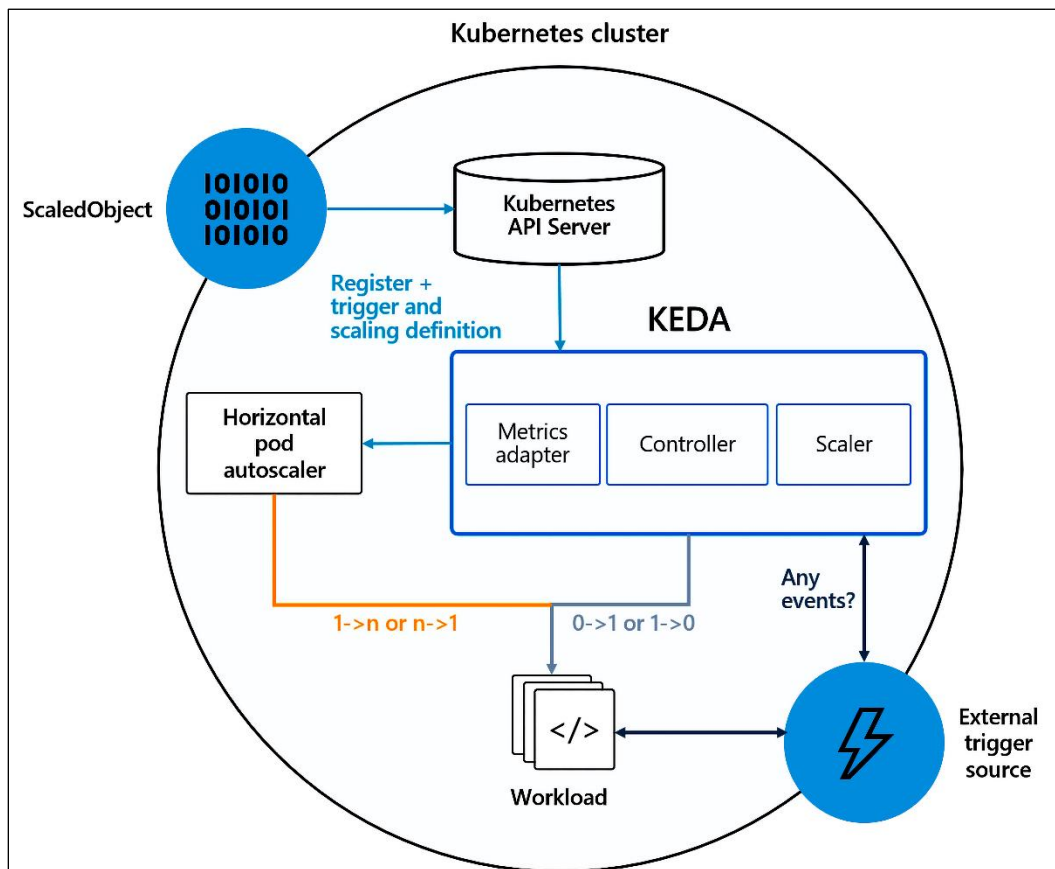 Kubernetes cluster
101010
010101
101010
ScaledObject
Kubernetes
API Server
Register +
trigger and
scaling definition
KEDA
Horizontal
pod
autoscaler
Metrics
adapter
Controller
Scaler
Any
events?
1->n or n->1
0->1 or 1->0
</>
Workload
External
trigger
source